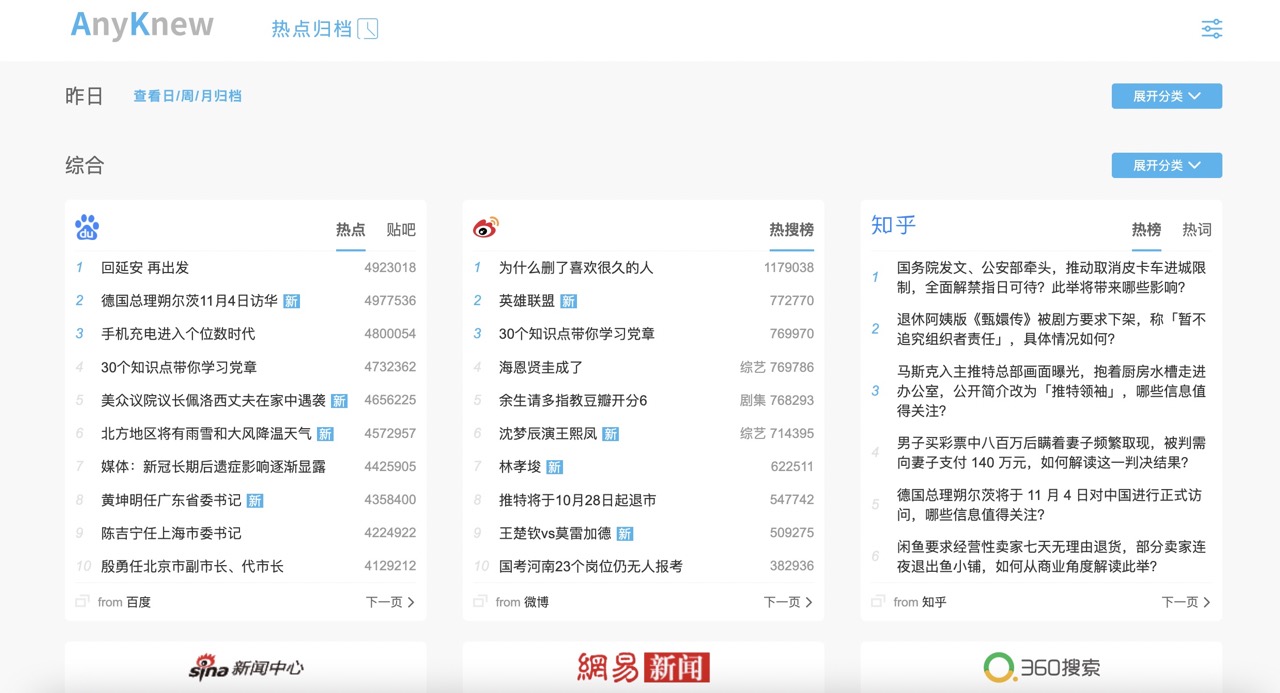 AnyKnew
热点归档
昨日
查看日/周/月归档
展开分类
综合
展开分类
du
热点 贴吧
1 回延安 再出发 4923018
2 德国总理朔尔茨11月4日访华 新 4977536
3 手机充电进入个位数时代 4800054
4 30个知识点带你学习党章 4732362
5 美众议院议长佩洛西丈夫在家中遇袭 新 4656225
6 北方地区将有雨雪和大风降温天气 新 4572957
7 媒体：新冠长期后遗症影响逐渐显露 4425905
8 黄坤明任广东省委书记 新 4358400
9 陈吉宁任上海市委书记 4224922
10 殷勇任北京市副市长、代市长 4129212
from 百度 下一页
热搜榜
1 为什么删了喜欢很久的人 1179038
2 英雄联盟 新 772770
3 30个知识点带你学习党章 769970
4 海恩贤圭成了 综艺 769786
5 余生请多指教豆瓣开分6 剧集 768293
6 沈梦辰演王熙凤 新 综艺 714395
7 林孝埈 新 622511
8 推特将于10月28日起退市 547742
9 王楚钦vs莫雷加德 新 509275
10 国考河南23个岗位仍无人报考 382936
from 微博 下一页
知乎
热榜 热词
1 国务院发文、公安部牵头，推动取消皮卡车进城限
制，全面解禁指日可待？此举将带来哪些影响？
2 退休阿姨版《甄嬛传》被剧方要求下架，称「暂不
追究组织者责任」，具体情况如何？
3 马斯克入主推特总部画面曝光，抱着厨房水槽走进
办公室，公开简介改为「推特领袖」，哪些信息值
得关注？
4 男子买彩票中八百万后瞒着妻子频繁取现，被判需
向妻子支付 140 万元，如何解读这一判决结果？
5 德国总理朔尔茨将于 11 月 4 日对中国进行正式访
问，哪些信息值得关注？
6 闲鱼要求经营性卖家七天无理由退货，部分卖家连
夜退出鱼小铺，如何从商业角度解读此举？
from 知乎 下一页
sina 新闻中心
網易 新闻
360搜索